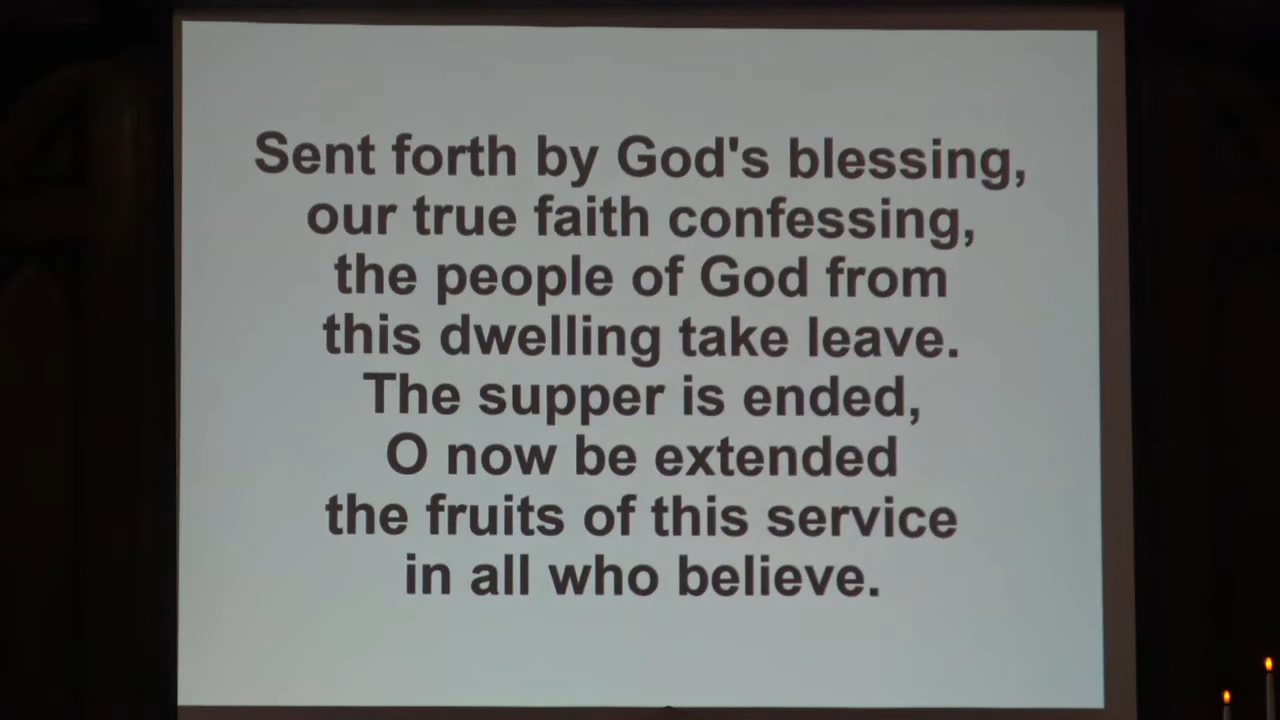 Sent forth by God's blessing,
our true faith confessing,
the people of God from
this dwelling take leave.
The supper is ended,
O now be extended
the fruits of this service
in all who believe.